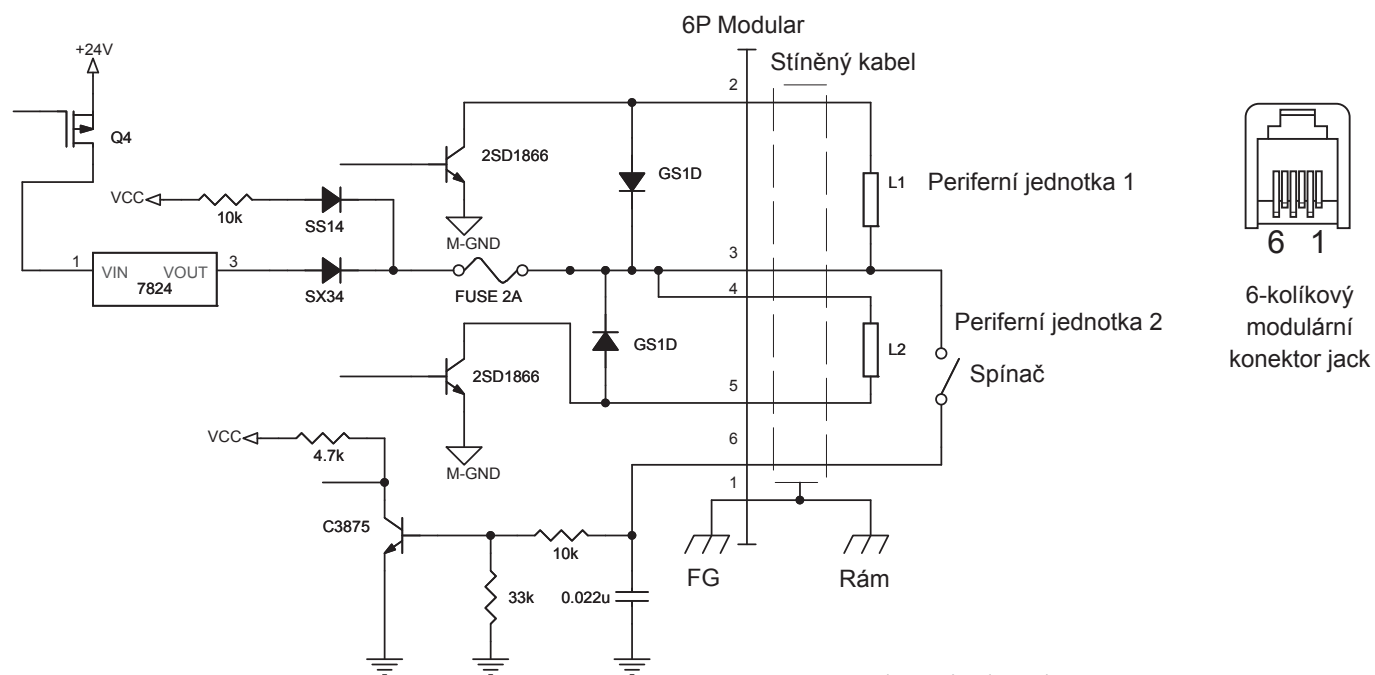 6P Modular
+24V
Stíněný kabel
2
Q4
2SD1866
GS1D
L1
Periferní jednotka 1
VCC
10k
SS14
M-GND
6 1
1
VIN
VOUT
3
7824
SX34
FUSE 2A
3
4
6-kolíkový
modulární
konektor jack
Periferní jednotka 2
GS1D
L2
2SD1866
Spínač
5
VCC
4.7k
6
M-GND
1
C3875
10k
FG
Rám
33k
0.022u